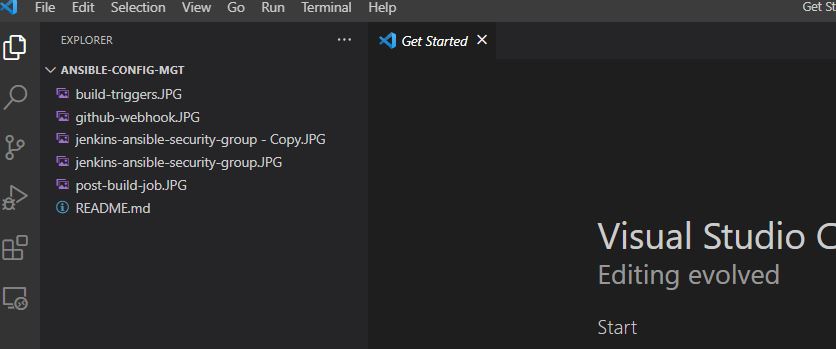 File Edit Selection View Go Run Terminal Help Get St
EXPLORER ...
Get Started
ANSIBLE-CONFIG-MGT
build-triggers.JPG
github-webhook.JPG
jenkins-ansible-security-group - Copy.JPG
jenkins-ansible-security-group.JPG
post-build-job.JPG
README.md
Visual Studio C
Editing evolved
Start